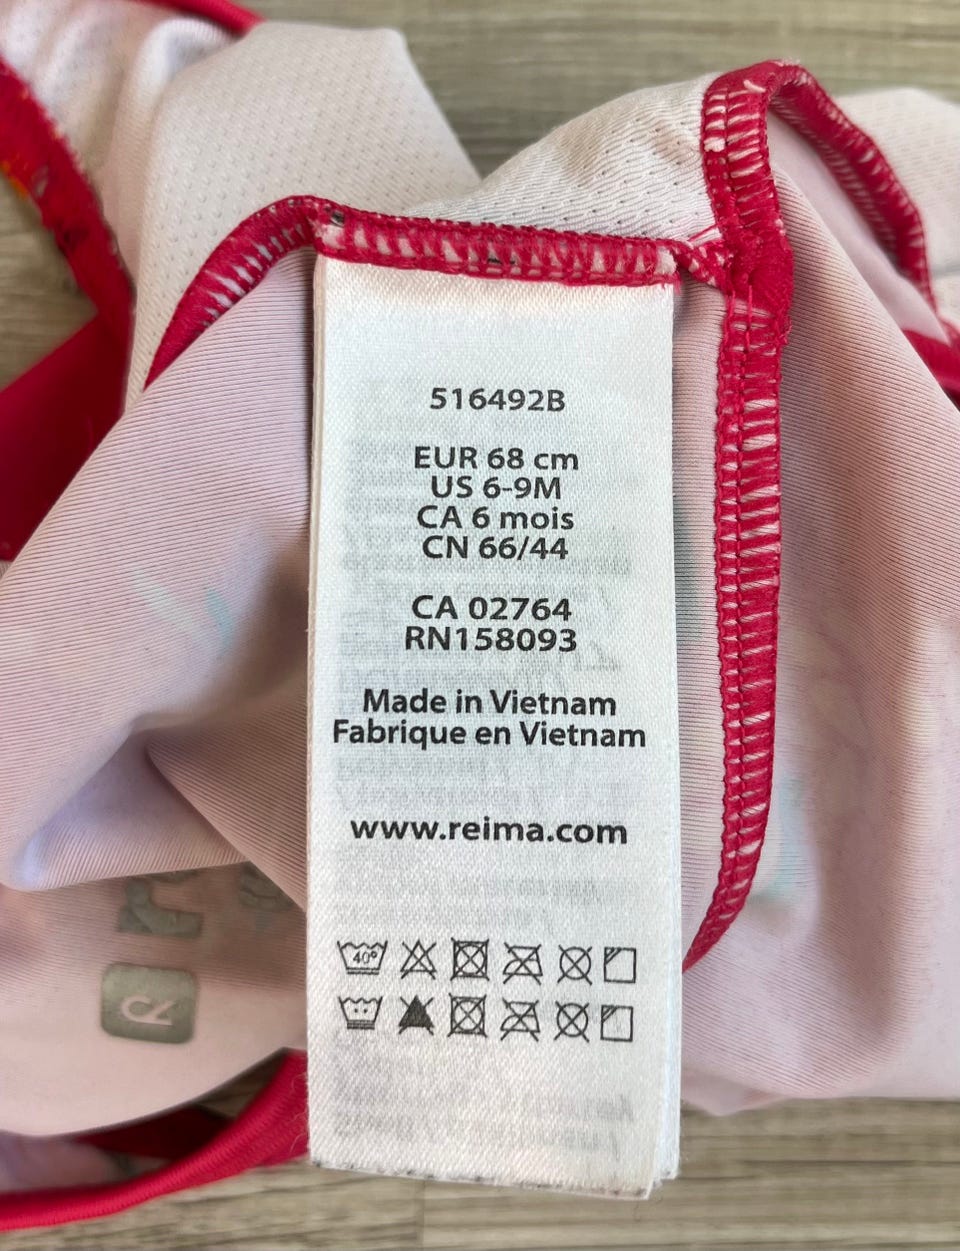 516492B
EUR 68 cm
US 6-9M
CA 6 mois
CN 66/44
CA 02764
RN158093
Made in Vietnam
Fabrique en Vietnam
www.reima.com
40°